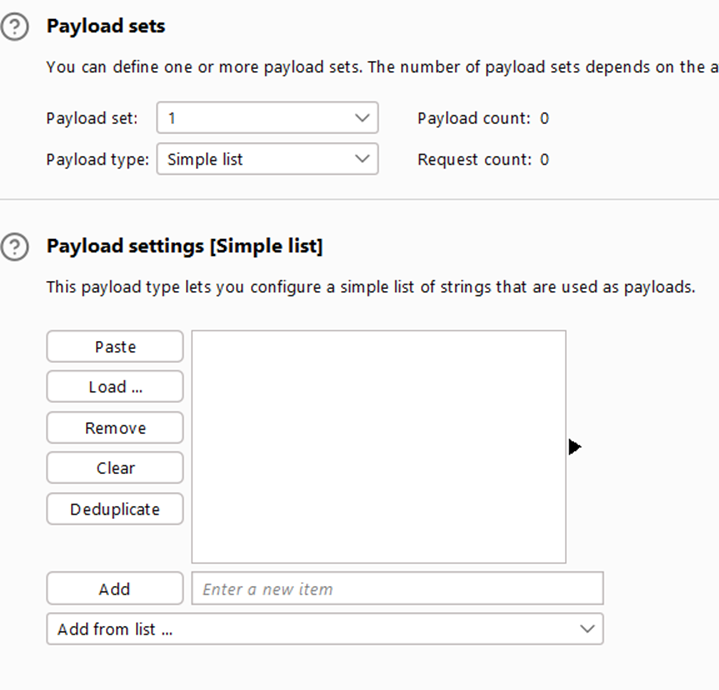 Payload sets
You can define one or more payload sets. The number of payload sets depends on the a
Payload set: 1 Payload count: 0
Payload type: Simple list Request count: 0
Payload settings [Simple list]
This payload type lets you configure a simple list of strings that are used as payloads.
Paste
Load ...
Remove
Clear
Deduplicate
Add Enter a new item
Add from list ...